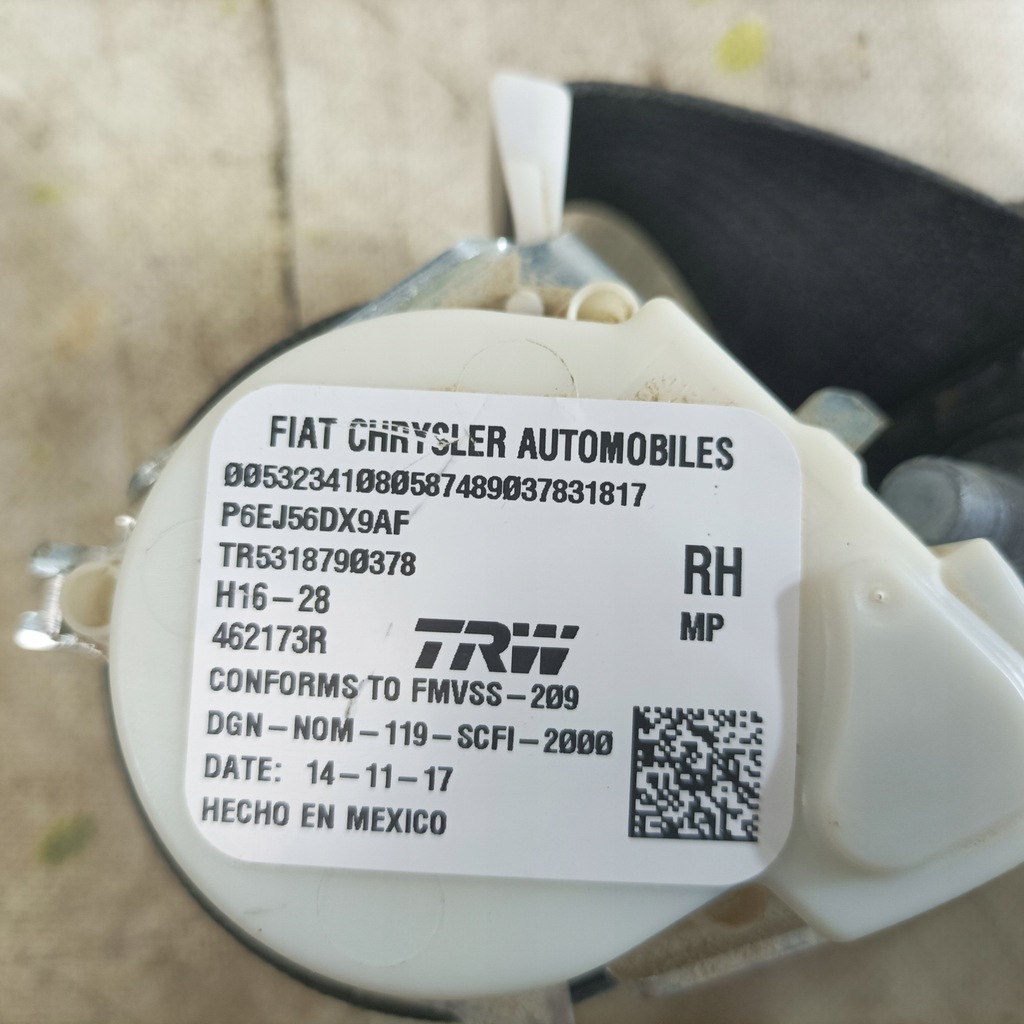 FIAT CHRYSLER AUTOMOBILES
00532341080587489037831817
P6EJ56DX9AF
TR5318790378
RH
H16-28
MP
462173R
TRW
CONFORMS TO FMVSS-209
DGN-NOM-119-SCFI-2000
DATE: 14-11-17
HECHO EN MEXICO